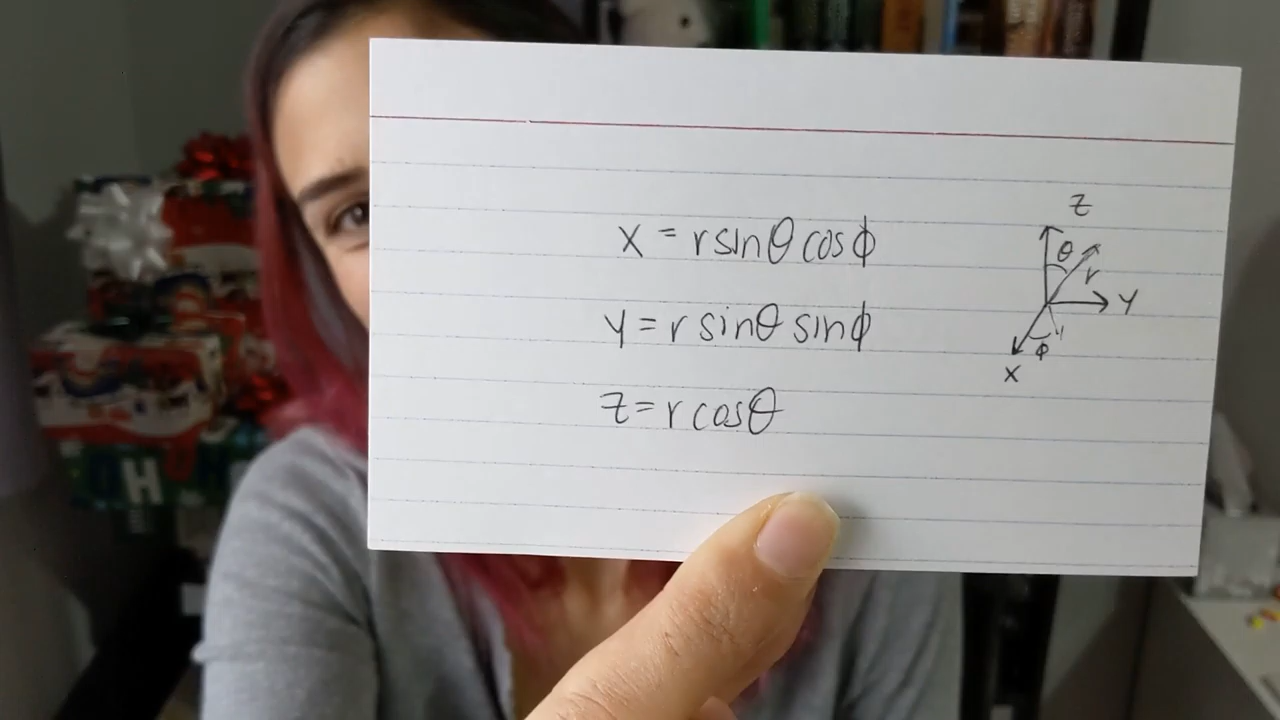 x = r sinθ cosϕ
y = r sinθ sinϕ
z = r cosθ
z
θ
r
y
ϕ
x
H